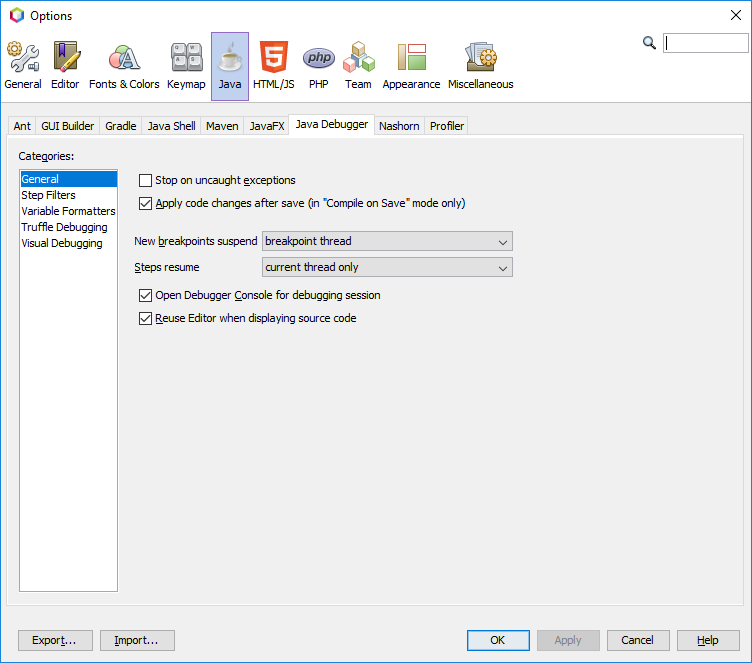 Options
General Editor Fonts & Colors Keymap Java HTML/JS PHP Team Appearance Miscellaneous
Ant GUI Builder Gradle Java Shell Maven JavaFX Java Debugger Nashorn Profiler
Categories:
General
Step Filters
Variable Formatters
Truffle Debugging
Visual Debugging
Stop on uncaught exceptions
Apply code changes after save (in "Compile on Save" mode only)
New breakpoints suspend breakpoint thread
Steps resume current thread only
Open Debugger Console for debugging session
Reuse Editor when displaying source code
Export... Import... OK Apply Cancel Help